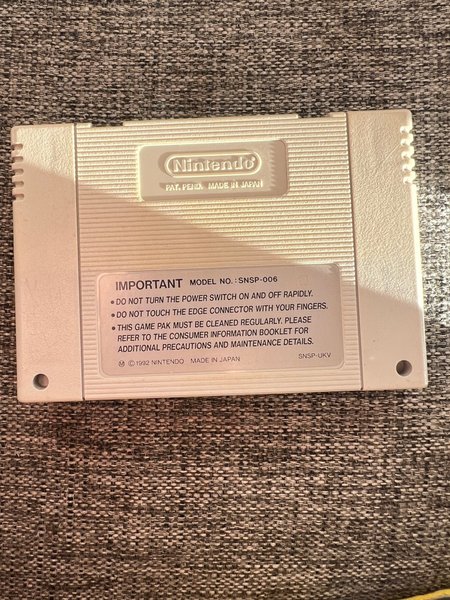 Nintendo®
PAT. PEND. MADE IN JAPAN
IMPORTANT MODEL NO.: SNSP-006
• DO NOT TURN THE POWER SWITCH ON AND OFF RAPIDLY.
• DO NOT TOUCH THE EDGE CONNECTOR WITH YOUR FINGERS.
• THIS GAME PAK MUST BE CLEANED REGULARLY. PLEASE
REFER TO THE CONSUMER INFORMATION BOOKLET FOR
ADDITIONAL PRECAUTIONS AND MAINTENANCE DETAILS.
Ⓜ ©1992 NINTENDO MADE IN JAPAN SNSP-UKV